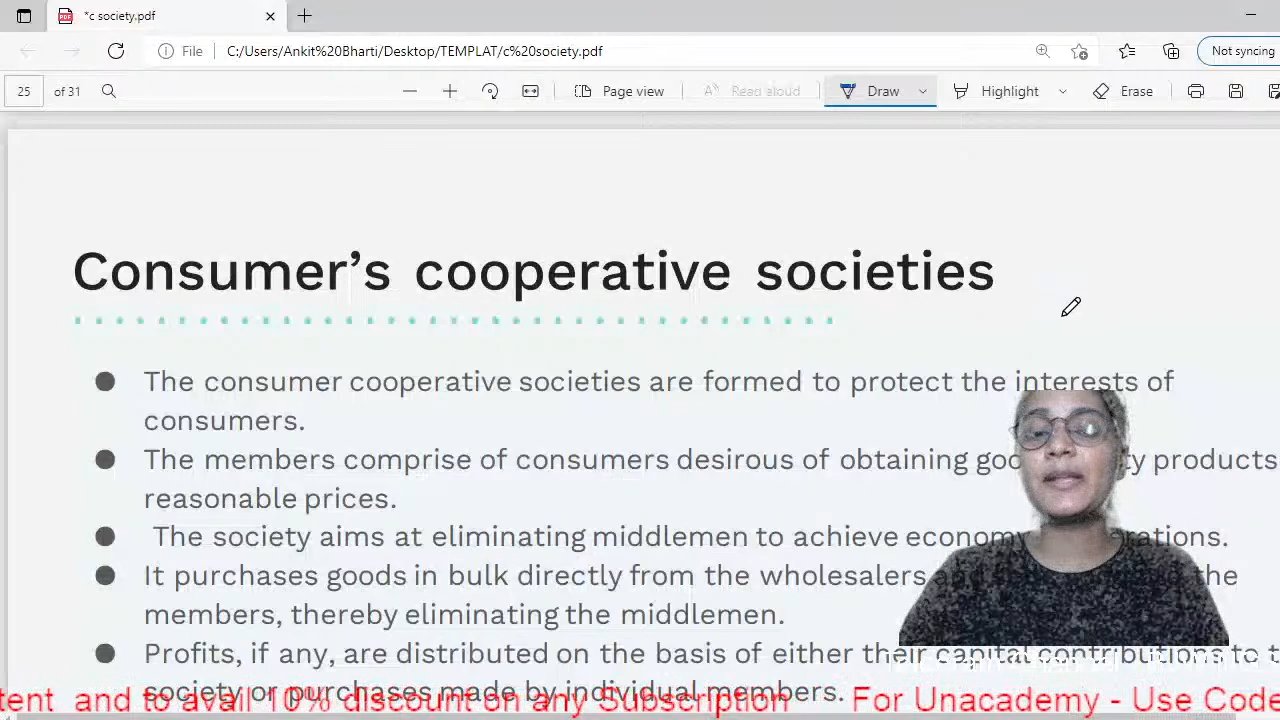 *c society.pdf
File C:/Users/Ankit%20Bharti/Desktop/TEMPLAT/c%20society.pdf Not syncing
25 of 31 Page view Read aloud Draw Highlight Erase
Consumer’s cooperative societies
The consumer cooperative societies are formed to protect the interests of
consumers.
The members comprise of consumers desirous of obtaining products
reasonable prices.
The society aims at eliminating middlemen to achieve economy
It purchases goods in bulk directly from the wholesalers the
members, thereby eliminating the middlemen.
Profits, if any, are distributed on the basis of either their capital contributions to
society or purchases made by individual members.
and to avail 10% discount on any Subscription For Unacademy - Use Code